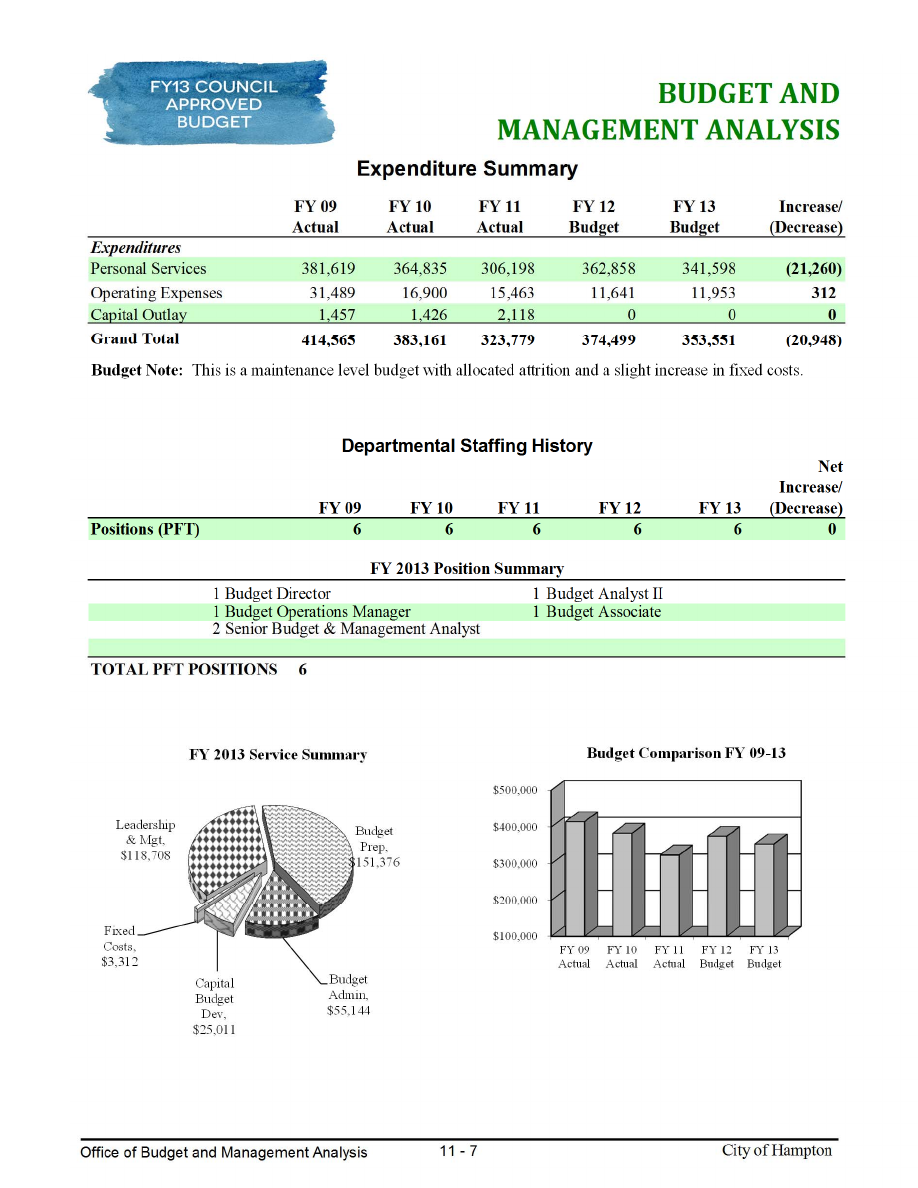 FY13 COUNCIL
APPROVED
BUDGET
BUDGET AND
MANAGEMENT ANALYSIS
Expenditure Summary
FY 09 FY 10 FY 11 FY 12 FY 13 Increase/
Actual Actual Actual Budget Budget (Decrease)
Expenditures
Personal Services 381,619 364,835 306,198 362,858 341,598 (21,260)
Operating Expenses 31,489 16,900 15,463 11,641 11,953 312
Capital Outlay 1,457 1,426 2,118 0 0 0
Grand Total 414,565 383,161 323,779 374,499 353,551 (20,948)
Budget Note: This is a maintenance level budget with allocated attrition and a slight increase in fixed costs.
Departmental Staffing History
Net
Increase/
FY 09 FY 10 FY 11 FY 12 FY 13 (Decrease)
Positions (PFT) 6 6 6 6 6 0
FY 2013 Position Summary
1 Budget Director 1 Budget Analyst II
1 Budget Operations Manager 1 Budget Associate
2 Senior Budget & Management Analyst
TOTAL PFT POSITIONS 6
FY 2013 Service Summary
Leadership
& Mgt,
$118,708
Budget
Prep,
$151,376
Fixed
Costs,
$3,312
Capital
Budget
Dev,
$25,011
Budget
Admin,
$55,144
Budget Comparison FY 09-13
$500,000
$400,000
$300,000
$200,000
$100,000
FY 09 FY 10 FY 11 FY 12 FY 13
Actual Actual Actual Budget Budget
Office of Budget and Management Analysis 11 - 7 City of Hampton